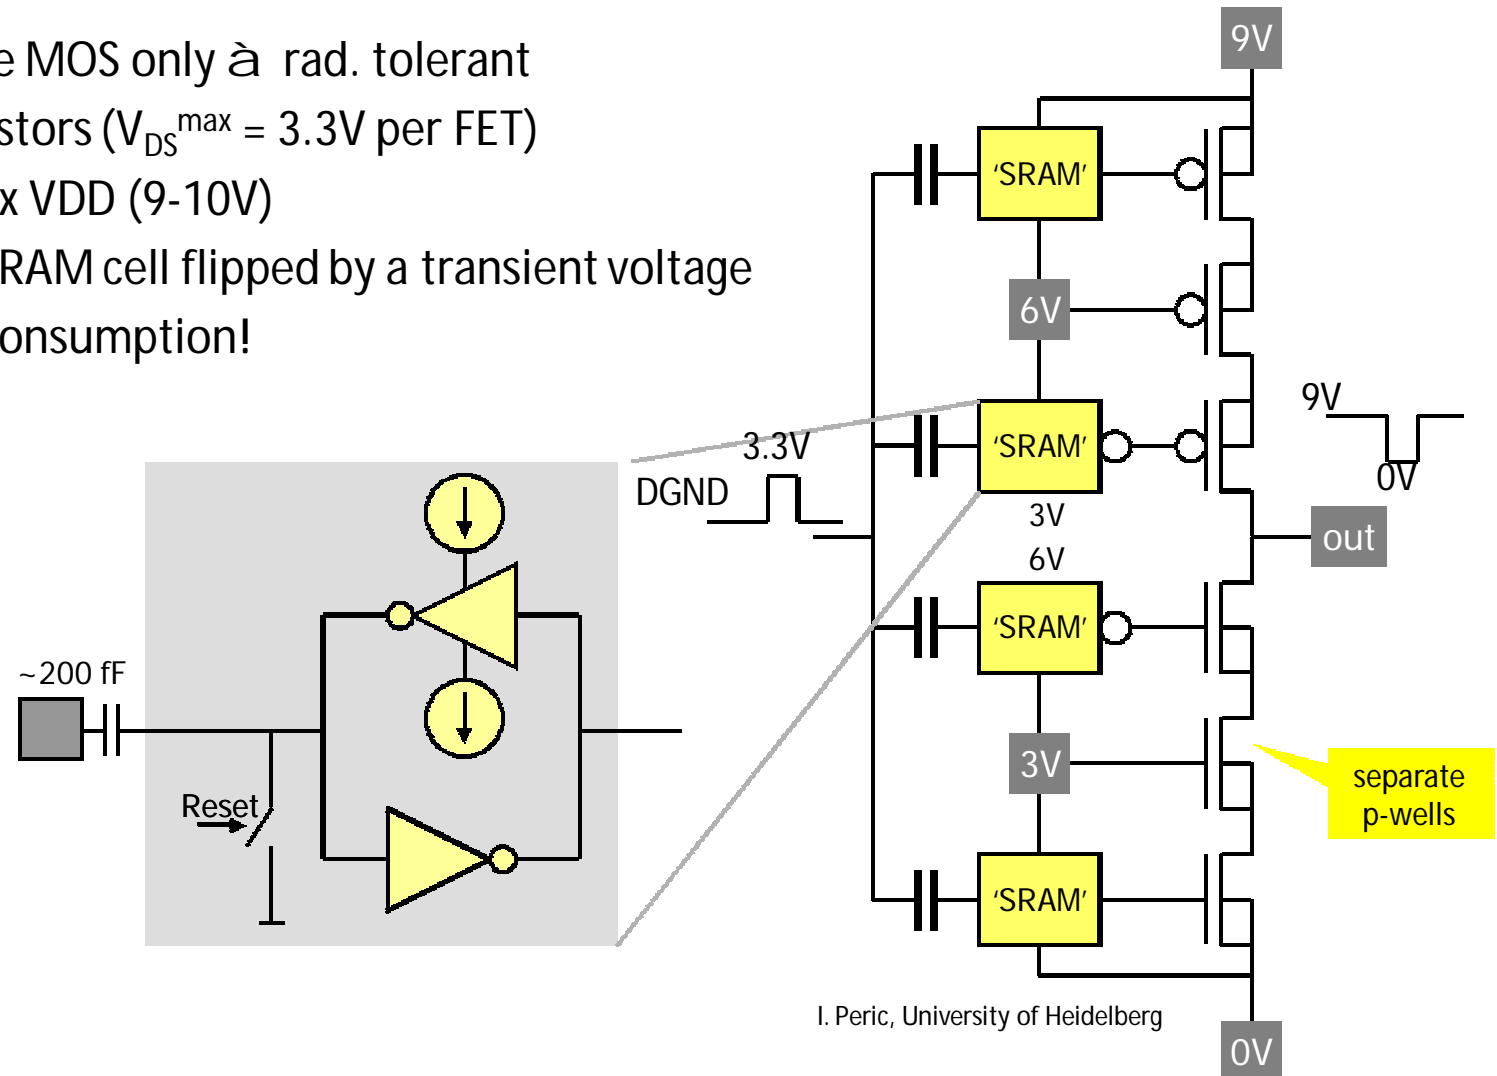 e MOS only à rad. tolerant
stors (V_DS^max = 3.3V per FET)
x VDD (9-10V)
RAM cell flipped by a transient voltage
onsumption!
9V
'SRAM'
6V
'SRAM'
3V
6V
'SRAM'
3V
'SRAM'
0V
3.3V
DGND
9V
0V
out
separate
p-wells
~200 fF
Reset
I. Peric, University of Heidelberg